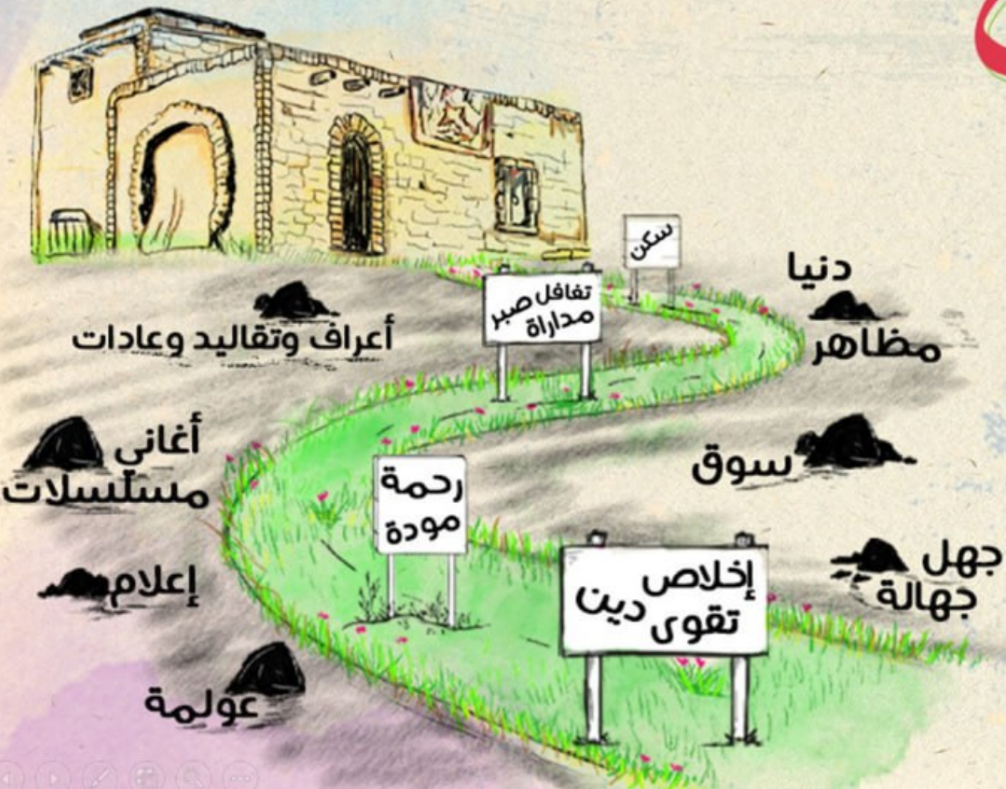 سكن
دنيا
مظاهر
تغافل صبر
مداراة
أعراف وتقاليد وعادات
سوق
أغاني
مسلسلات
رحمة
مودة
جهل
جهالة
إخلاص
تقوى دين
إعلام
عولمة